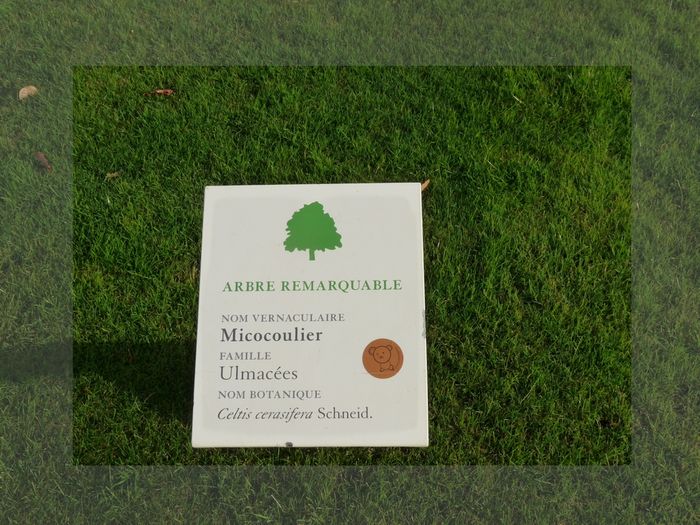 ARBRE REMARQUABLE
NOM VERNACULAIRE
Micocoulier
FAMILLE
Ulmacées
NOM BOTANIQUE
Celtis cerasifera Schneid.